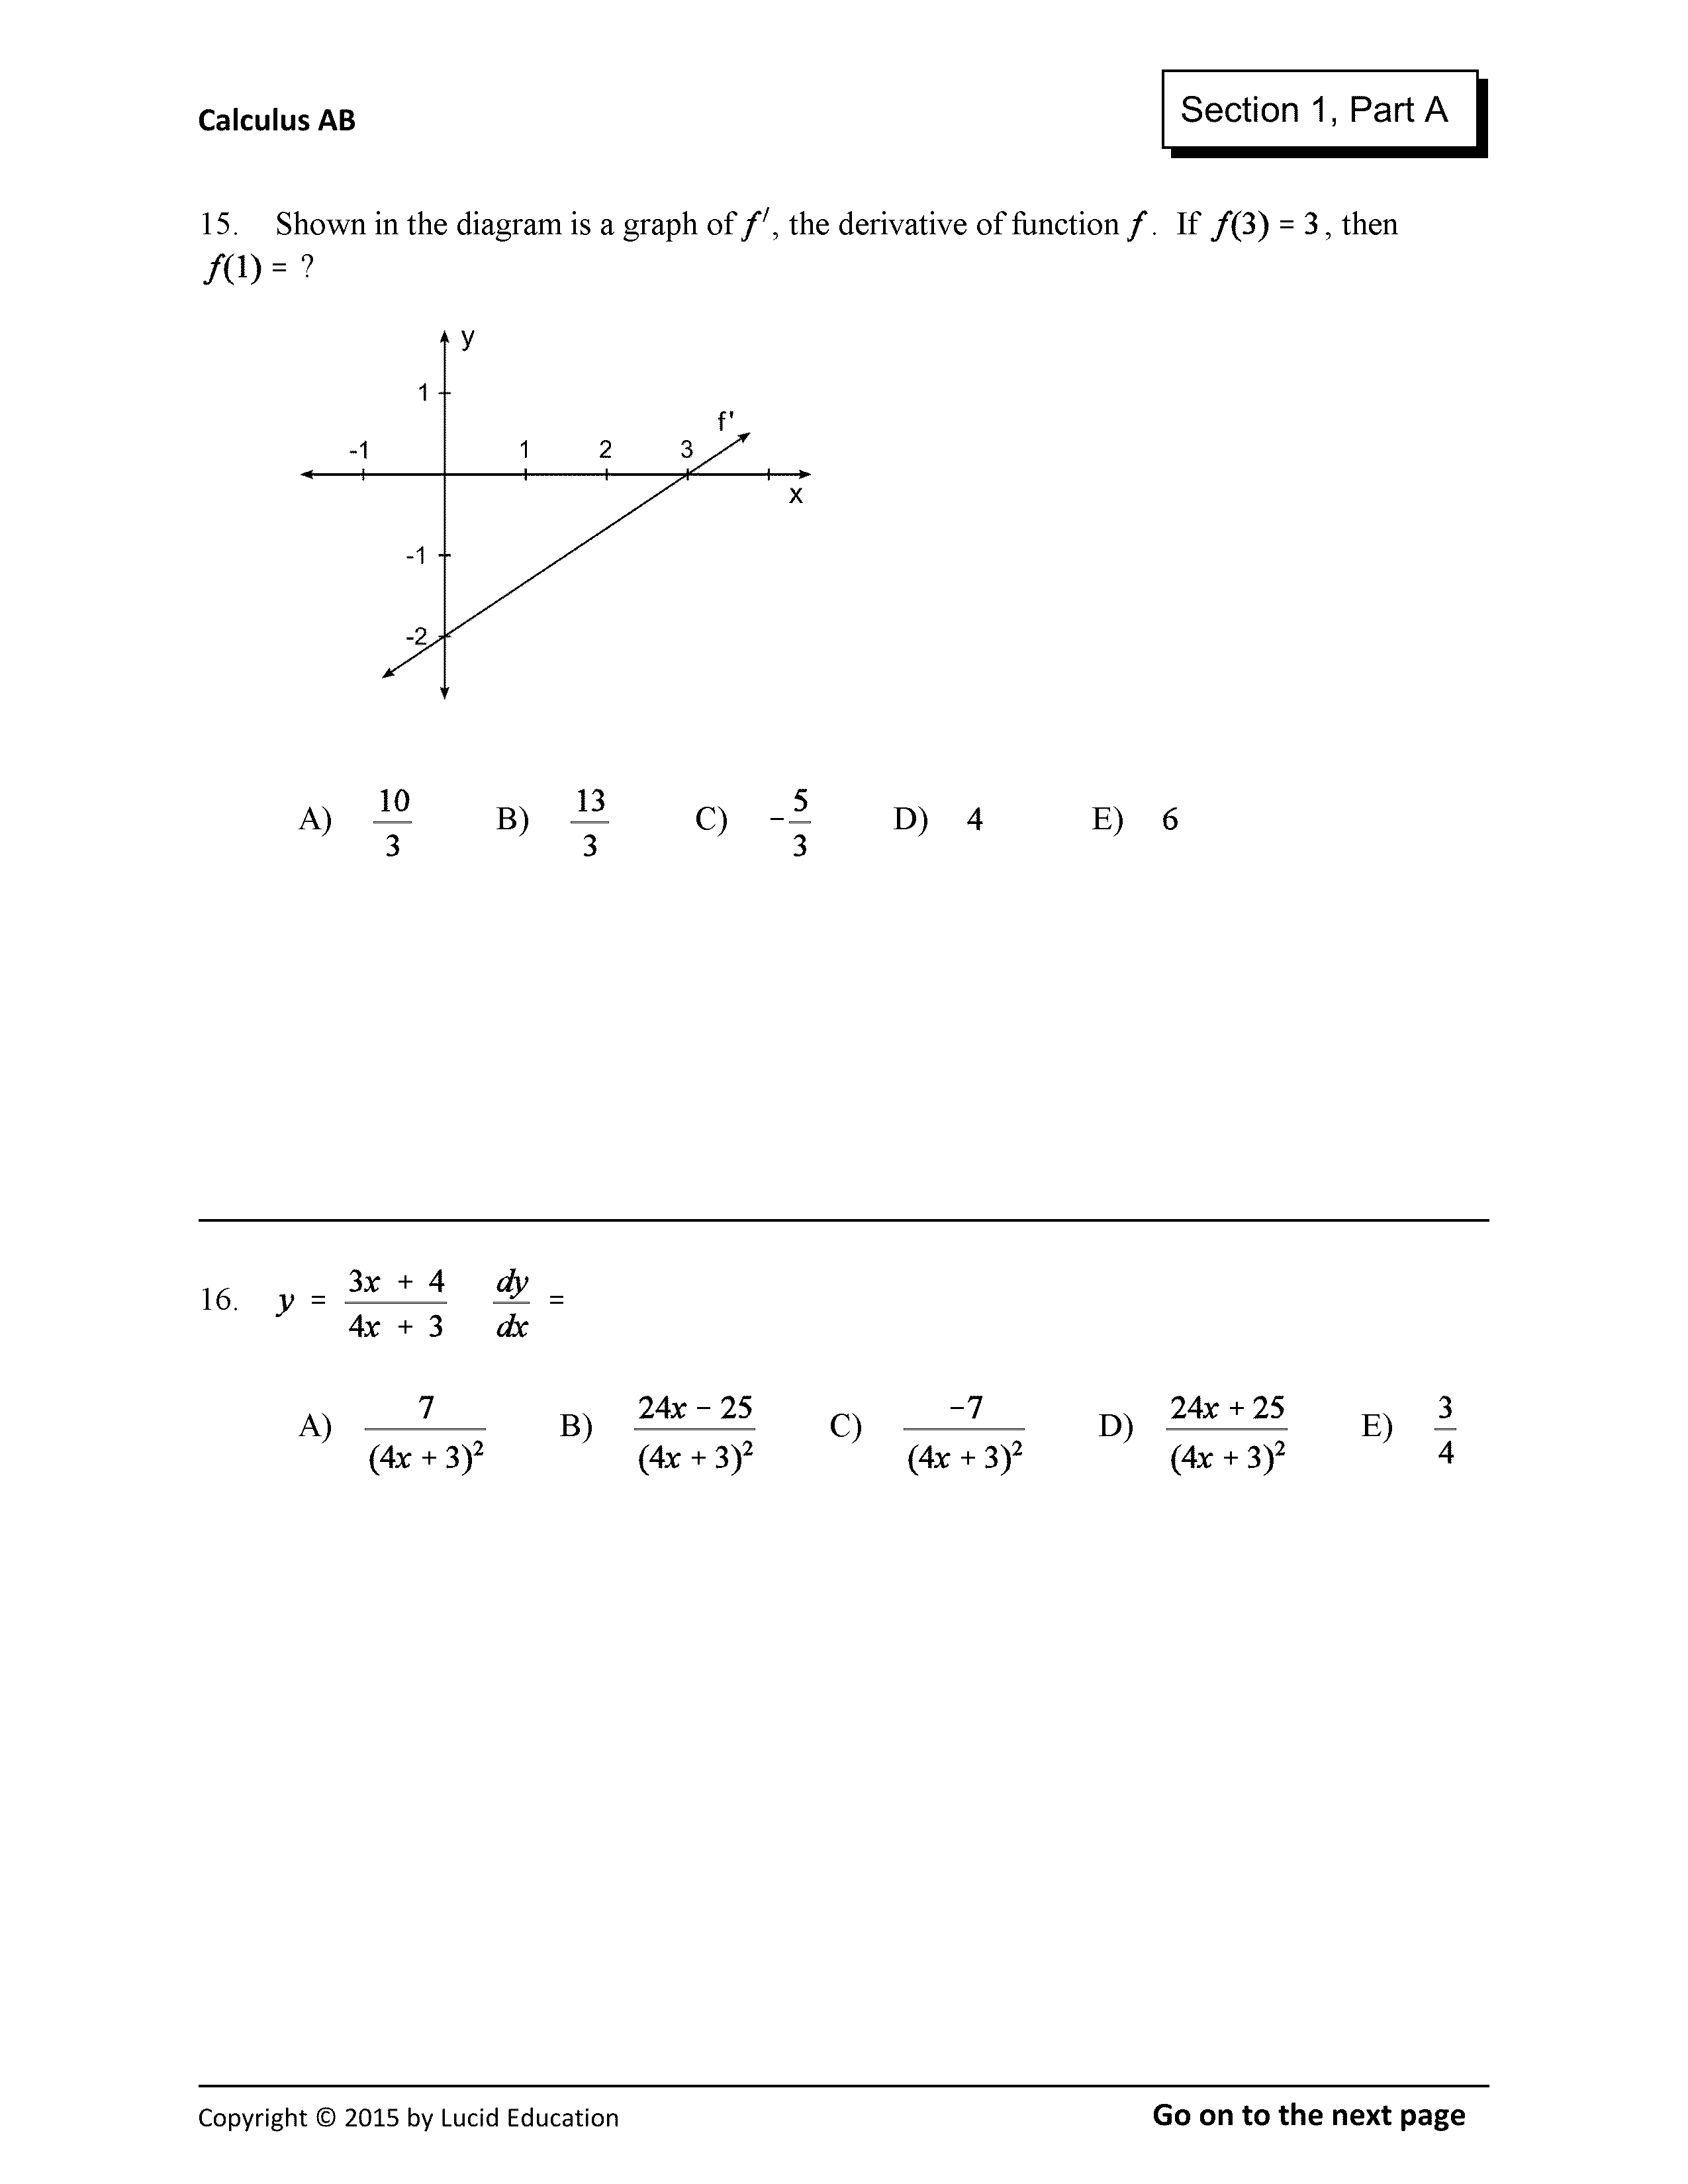 Calculus AB
Section 1, Part A
15. Shown in the diagram is a graph of f′, the derivative of function f. If f(3) = 3, then
f(1) = ?
y
1
f'
-1 1 2 3
x
-1
-2
A) 10/3 B) 13/3 C) −5/3 D) 4 E) 6
16. y = (3x + 4)/(4x + 3) dy/dx =
A) 7/(4x + 3)² B) (24x − 25)/(4x + 3)² C) −7/(4x + 3)² D) (24x + 25)/(4x + 3)² E) 3/4
Copyright © 2015 by Lucid Education
Go on to the next page